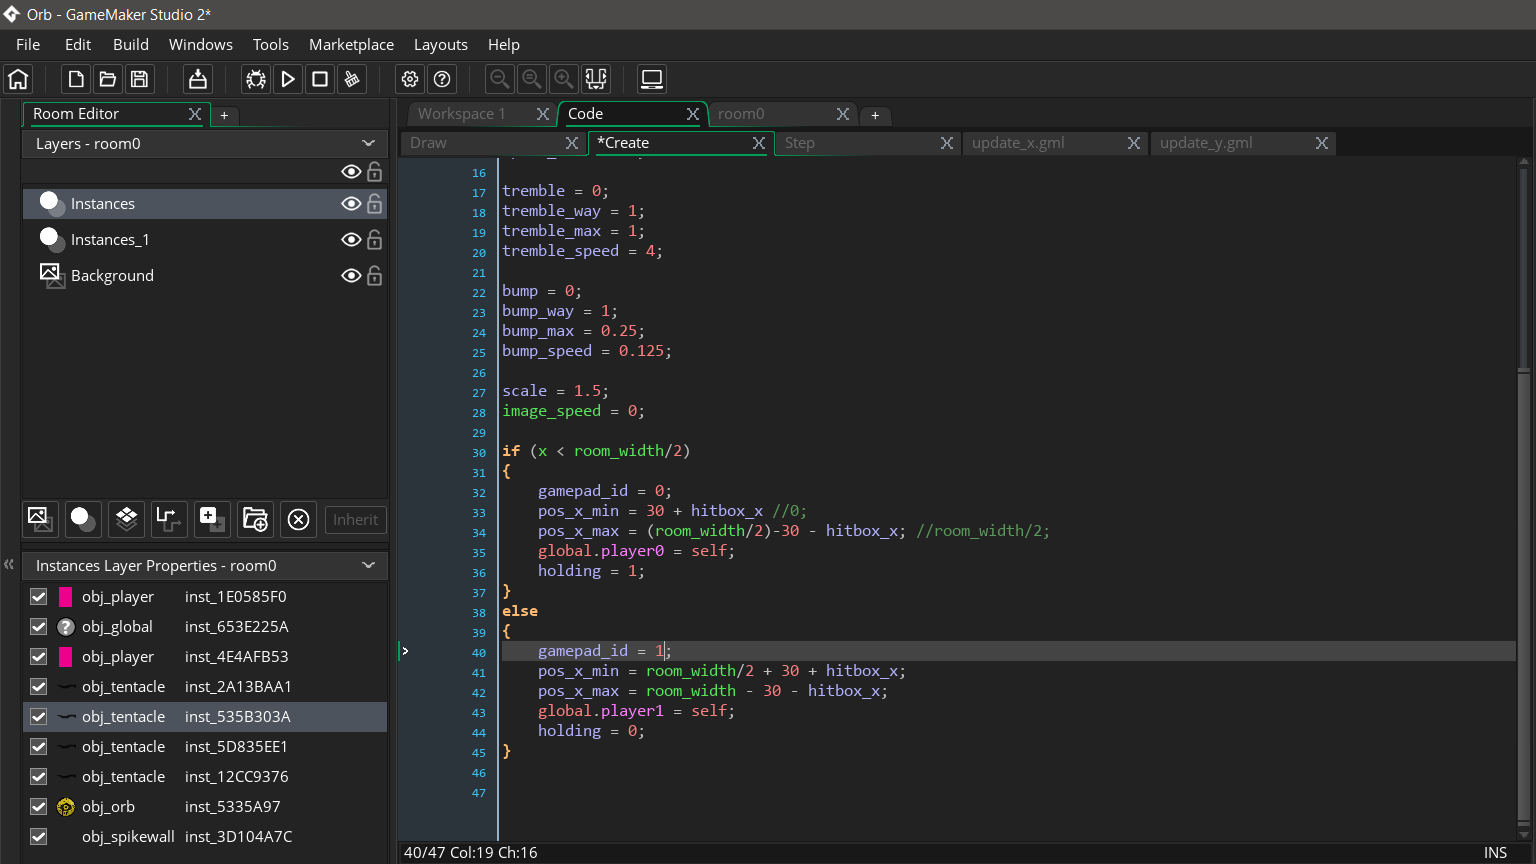 Orb - GameMaker Studio 2*
File Edit Build Windows Tools Marketplace Layouts Help
Room Editor
+
Workspace 1
Code
room0
+
Layers - room0
Draw
*Create
Step
update_x.gml
update_y.gml
Instances
Instances_1
Background
Inherit
Instances Layer Properties - room0
obj_player inst_1E0585F0
obj_global inst_653E225A
obj_player inst_4E4AFB53
obj_tentacle inst_2A13BAA1
obj_tentacle inst_535B303A
obj_tentacle inst_5D835EE1
obj_tentacle inst_12CC9376
obj_orb inst_5335A97
obj_spikewall inst_3D104A7C
16
17 tremble = 0;
18 tremble_way = 1;
19 tremble_max = 1;
20 tremble_speed = 4;
21
22 bump = 0;
23 bump_way = 1;
24 bump_max = 0.25;
25 bump_speed = 0.125;
26
27 scale = 1.5;
28 image_speed = 0;
29
30 if (x < room_width/2)
31 {
32 gamepad_id = 0;
33 pos_x_min = 30 + hitbox_x //0;
34 pos_x_max = (room_width/2)-30 - hitbox_x; //room_width/2;
35 global.player0 = self;
36 holding = 1;
37 }
38 else
39 {
40 gamepad_id = 1;
41 pos_x_min = room_width/2 + 30 + hitbox_x;
42 pos_x_max = room_width - 30 - hitbox_x;
43 global.player1 = self;
44 holding = 0;
45 }
46
47
40/47 Col:19 Ch:16
INS